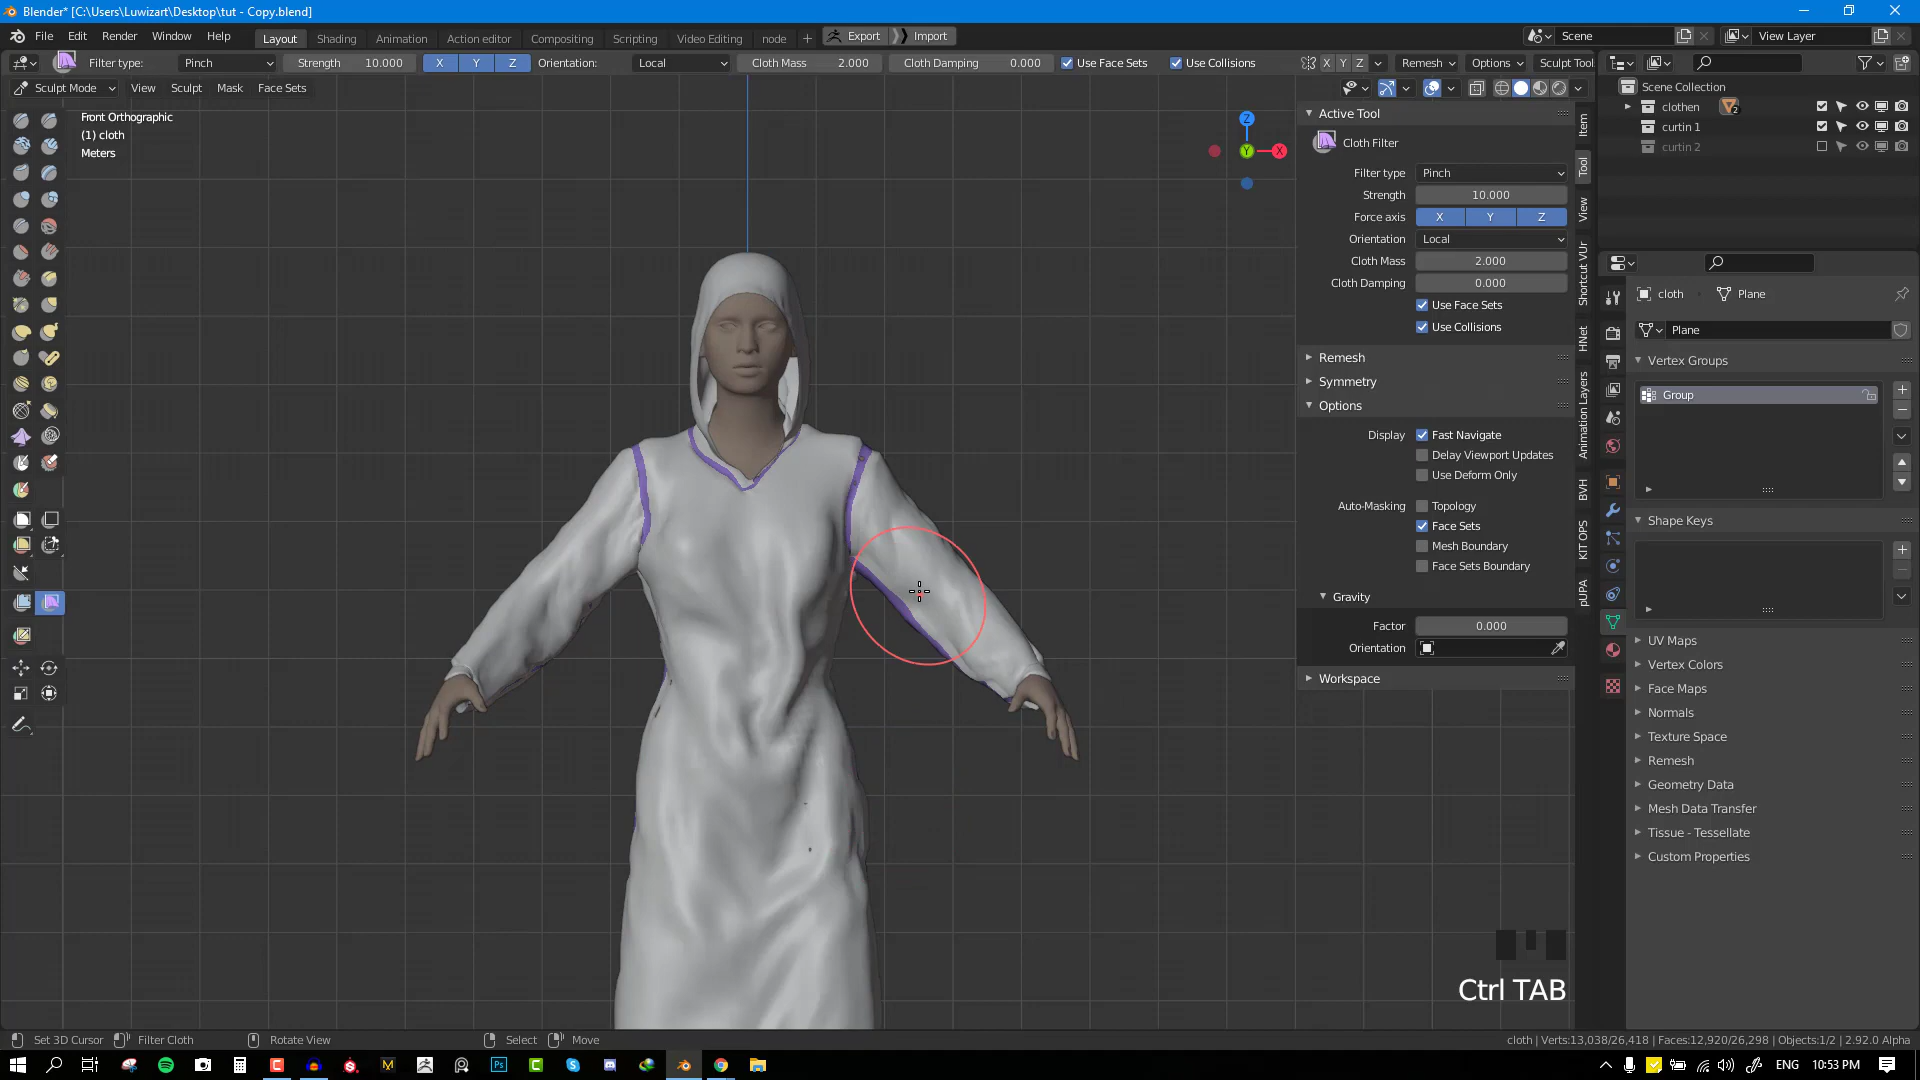 Blender* [C:\Users\Luwizart\Desktop\tut - Copy.blend]
File Edit Render Window Help Layout Shading Animation Action editor Compositing Scripting Video Editing node + Export Import Scene View Layer
Filter type: Pinch Strength 10.000 X Y Z Orientation: Local Cloth Mass 2.000 Cloth Damping 0.000 Use Face Sets Use Collisions X Y Z Remesh Options Sculpt Tool
Sculpt Mode View Sculpt Mask Face Sets
Front Orthographic
(1) cloth
Meters
Z
Y
X
Active Tool
Cloth Filter
Filter type Pinch
Strength 10.000
Force axis X Y Z
Orientation Local
Cloth Mass 2.000
Cloth Damping 0.000
Use Face Sets
Use Collisions
Remesh
Symmetry
Options
Display Fast Navigate
Delay Viewport Updates
Use Deform Only
Auto-Masking Topology
Face Sets
Mesh Boundary
Face Sets Boundary
Gravity
Factor 0.000
Orientation
Workspace
Item
Tool
View
Shortcut VUr
HNet
Animation Layers
BVH
KIT OPS
pUPA
Scene Collection
clothen 2
curtin 1
curtin 2
cloth Plane
Plane
Vertex Groups
Group
Shape Keys
UV Maps
Vertex Colors
Face Maps
Normals
Texture Space
Remesh
Geometry Data
Mesh Data Transfer
Tissue - Tessellate
Custom Properties
Ctrl TAB
Set 3D Cursor Filter Cloth Rotate View Select Move cloth | Verts:13,038/26,418 | Faces:12,920/26,298 | Objects:1/2 | 2.92.0 Alpha
Ps ENG 10:53 PM